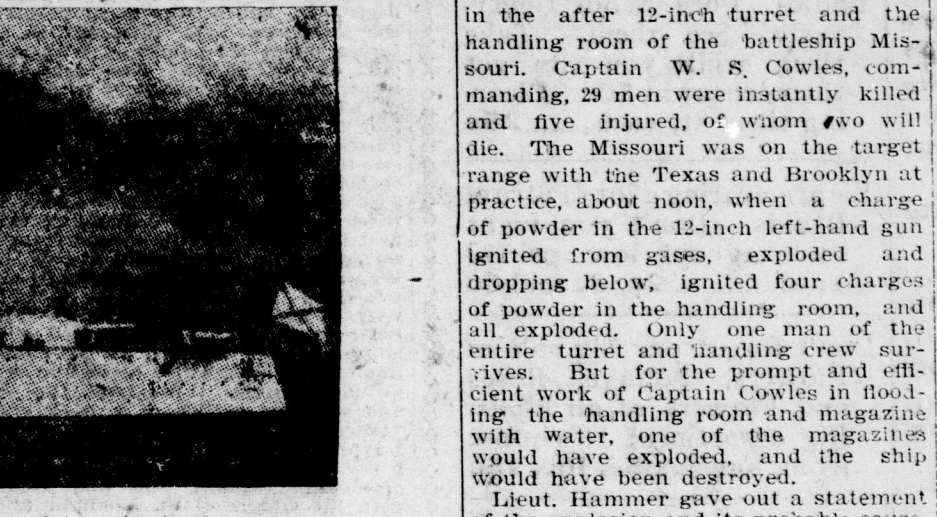 in the after 12-inch turret and the
handling room of the battleship Mis-
souri. Captain W. S. Cowles, com-
manding, 29 men were instantly killed
and five injured, of whom two will
die. The Missouri was on the target
range with the Texas and Brooklyn at
practice, about noon, when a charge
of powder in the 12-inch left-hand gun
ignited from gases, exploded and
dropping below, ignited four charges
of powder in the handling room, and
all exploded. Only one man of the
entire turret and handling crew sur-
vives. But for the prompt and effi-
cient work of Captain Cowles in flood-
ing the handling room and magazine
with water, one of the magazines
would have exploded, and the ship
would have been destroyed.
Lieut. Hammer gave out a statement